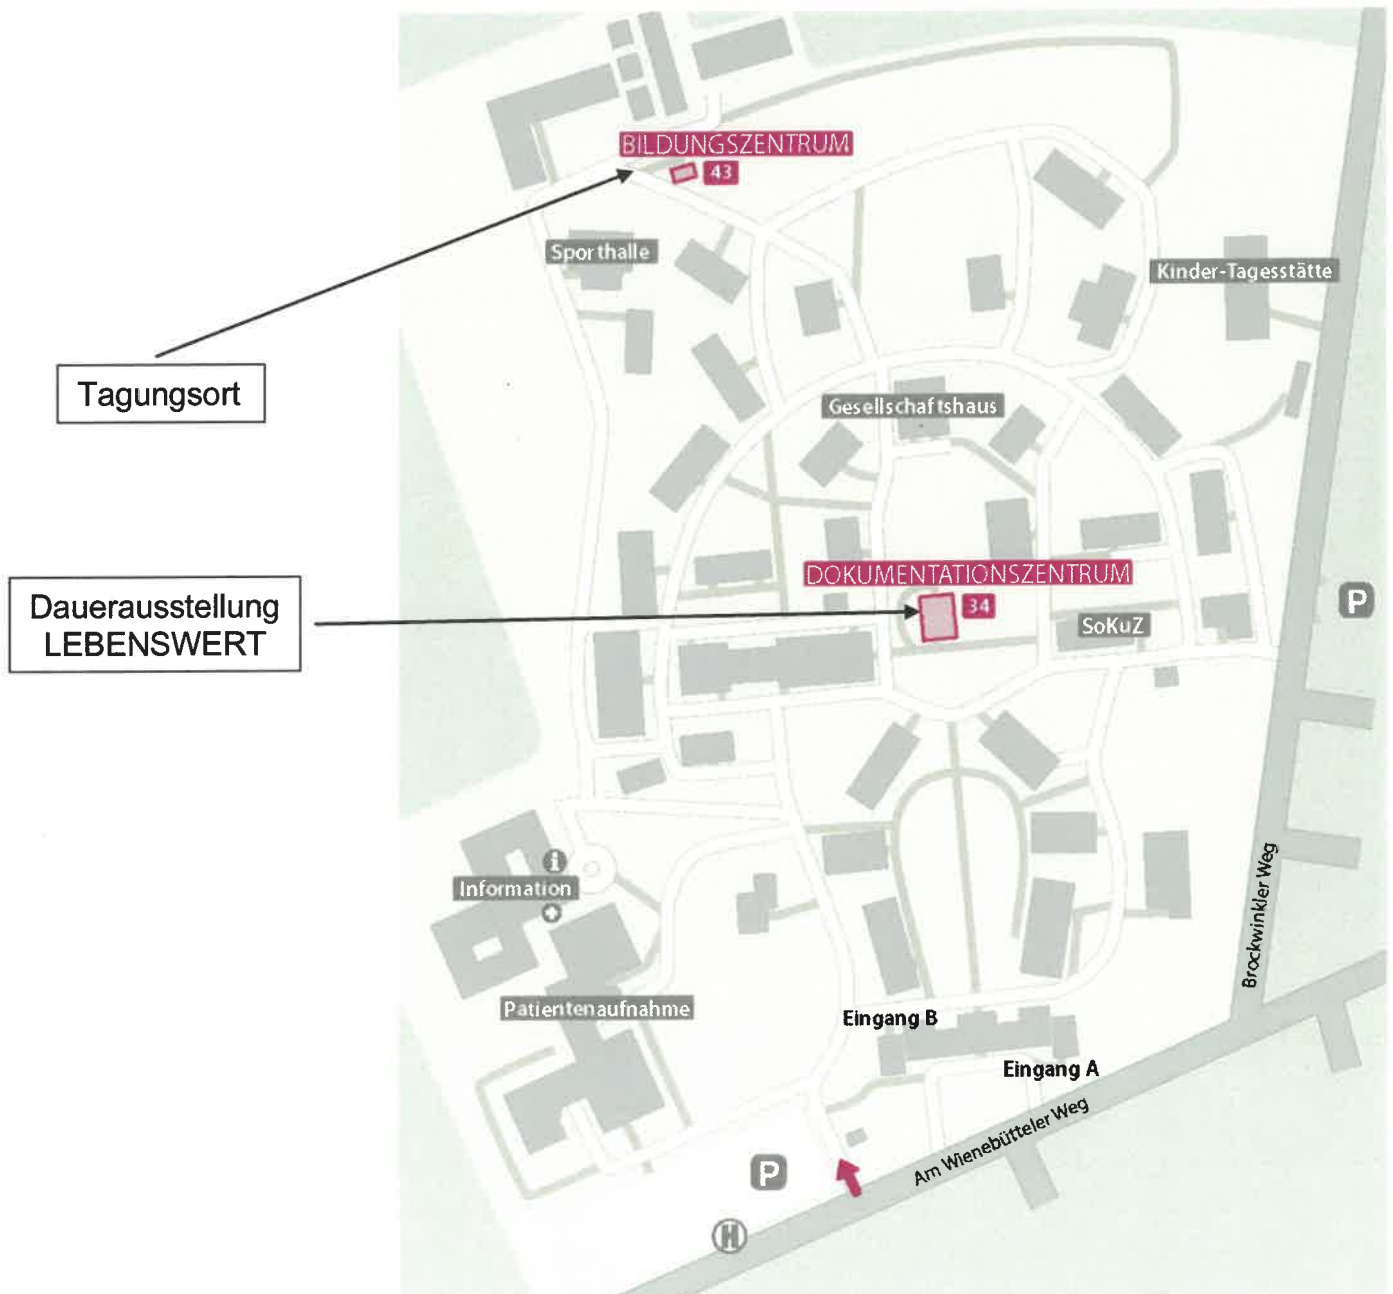 BILDUNGSZENTRUM
43
Sporthalle
Kinder-Tagesstätte
Tagungsort
Gesellschaftshaus
DOKUMENTATIONSZENTRUM
34
Dauerausstellung
LEBENSWERT
SoKuZ
P
i
Information
Patientenaufnahme
Eingang B
Eingang A
Brockwinkler Weg
Am Wienebütteler Weg
P
H